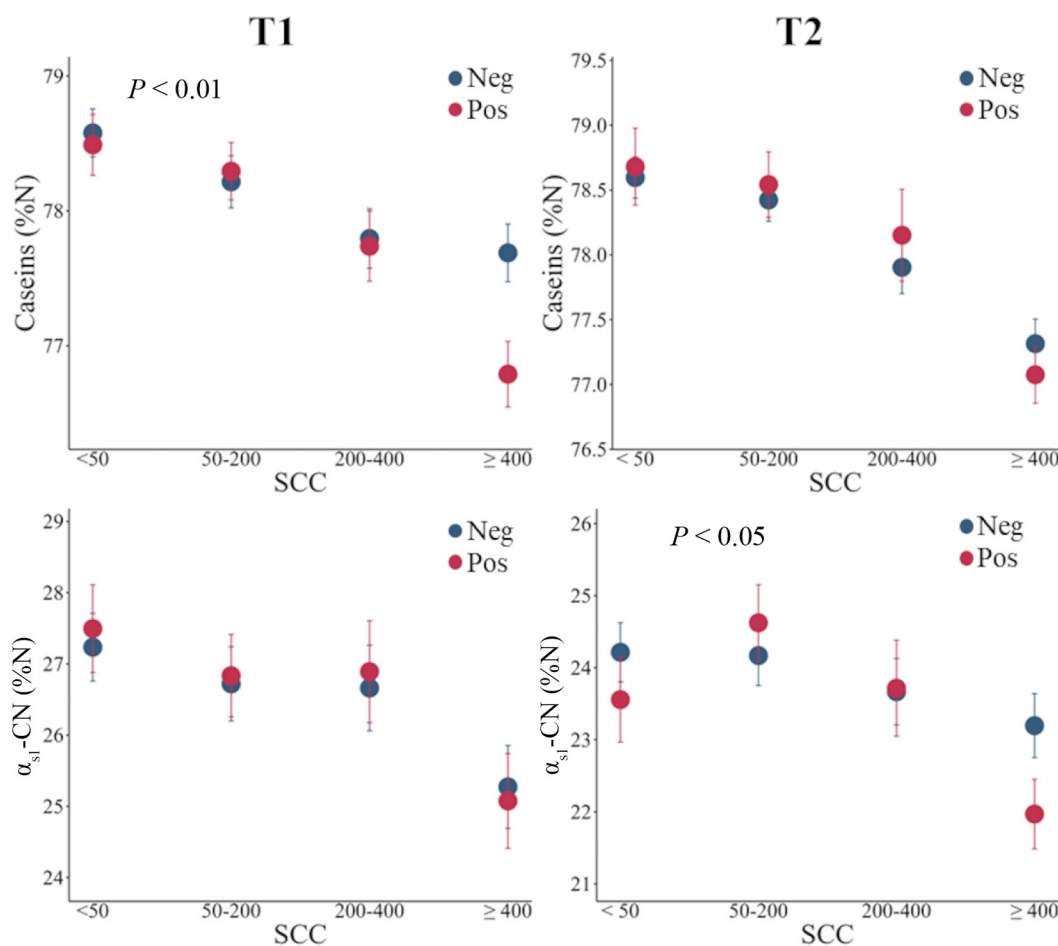 T1
T2
79
78
77
Caseins (%N)
P < 0.01
Neg
Pos
<50
50-200
200-400
≥ 400
SCC
79.5
79.0
78.5
78.0
77.5
77.0
76.5
Caseins (%N)
Neg
Pos
< 50
50-200
200-400
≥ 400
SCC
29
28
27
26
25
24
αs1-CN (%N)
Neg
Pos
<50
50-200
200-400
≥ 400
SCC
26
25
24
23
22
21
αs1-CN (%N)
P < 0.05
Neg
Pos
< 50
50-200
200-400
≥ 400
SCC